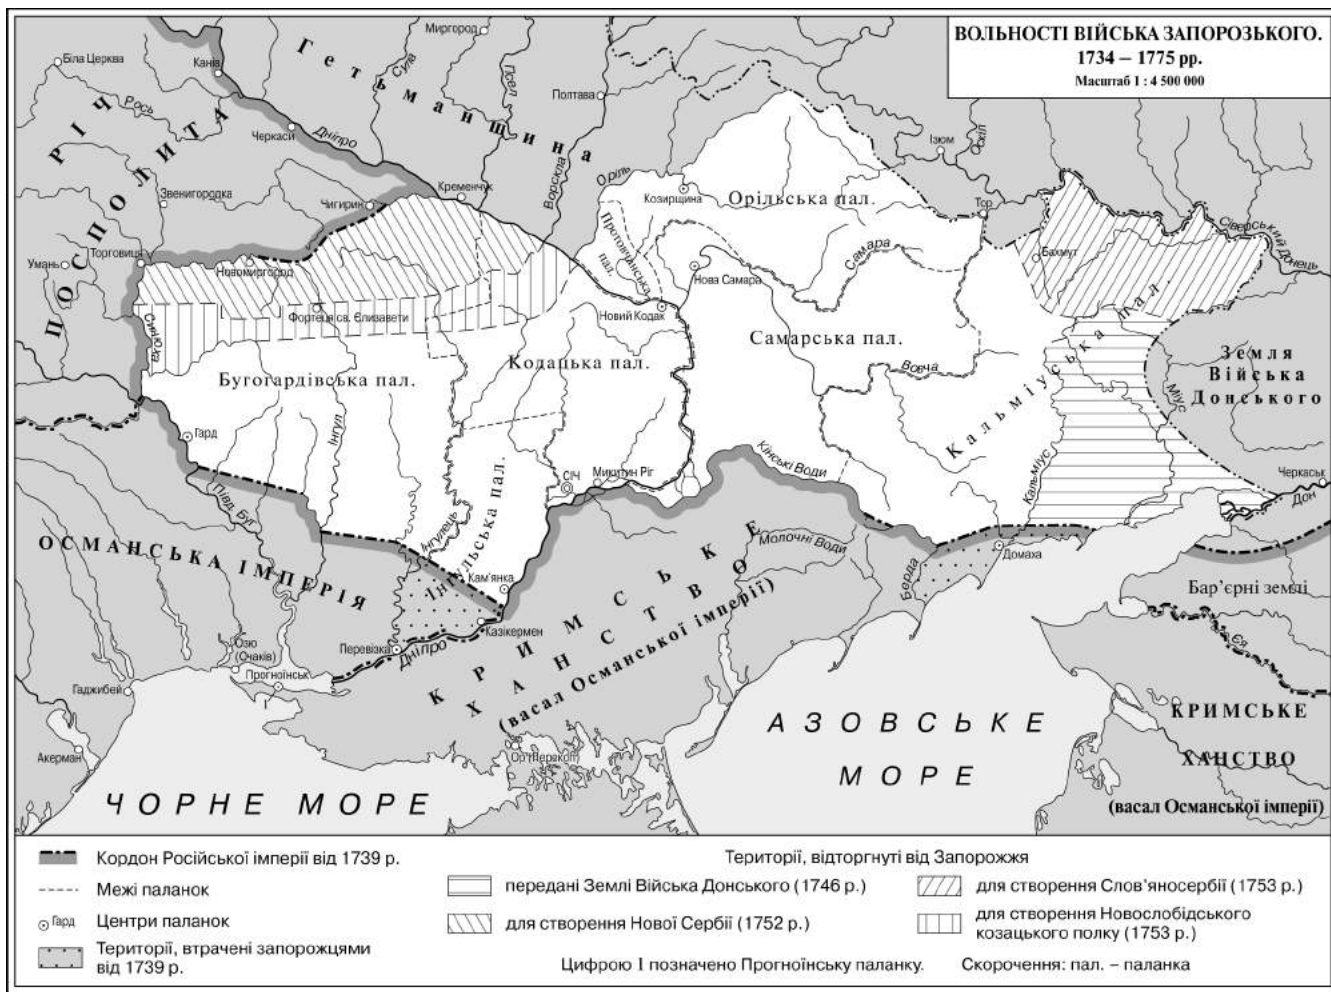 ВОЛЬНОСТІ ВІЙСЬКА ЗАПОРОЗЬКОГО.
1734 – 1775 рр.
Масштаб 1 : 4 500 000
Миргород
Біла Церква
Канів
Гетьманщина
Сула
Псел
Полтава
Рось
Черкаси
Дніпро
Ворскла
Оріль
Ізюм
Оскіл
РІЧ
ПОСПОЛИТА
Звенигородка
Чигирин
Кременчук
Козирщина
Орільська пал.
Тор
Сіверський Донець
Умань
Торговиця
Новомиргород
Протовчанська
пал.
Нова Самара
Самара
Бахмут
Синюха
Фортеця св. Єлизавети
Новий Кодак
Бугогардівська пал.
Кодацька пал.
Самарська пал.
Вовча
Кальміуська пал.
Земля
Війська
Донського
Міус
Гард
Інгул
СІЧ
Микитин Ріг
Кінські Води
Кальміус
Черкаськ
Дон
Півд. Буг
Інгулець
Інгульська пал.
ОСМАНСЬКА ІМПЕРІЯ
Кам'янка
Молочні Води
Домаха
Берда
Бар'єрні землі
Казікермен
Перевізка
Дніпро
КРИМСЬКЕ
ХАНСТВО
(васал Османської імперії)
Озю
(Очаків)
Прогноїнськ
I
Гаджибей
Єя
Акерман
Ор (Перекоп)
АЗОВСЬКЕ
МОРЕ
КРИМСЬКЕ
ХАНСТВО
(васал Османської імперії)
ЧОРНЕ МОРЕ
Кордон Російської імперії від 1739 р.
Межі паланок
Гард
Центри паланок
Території, втрачені запорожцями
від 1739 р.
Території, відторгнуті від Запорожжя
передані Землі Війська Донського (1746 р.)
для створення Нової Сербії (1752 р.)
для створення Слов'яносербії (1753 р.)
для створення Новослобідського
козацького полку (1753 р.)
Цифрою I позначено Прогноїнську паланку.
Скорочення: пал. – паланка